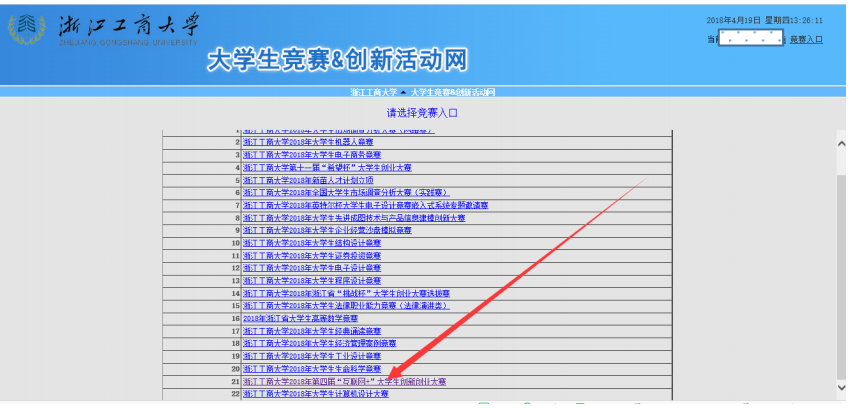 浙江工商大学
ZHEJIANG GONGSHANG UNIVERSITY
大学生竞赛&创新活动网
2018年4月19日 星期四13:26:11
竞赛入口
浙江工商大学 大学生竞赛&创新活动网
请选择竞赛入口
2 浙江工商大学2018年大学生机器人竞赛
3 浙江工商大学2018年大学生电子商务竞赛
4 浙江工商大学第十一届“希望杯”大学生创业大赛
5 浙江工商大学2018年新苗人才计划立项
6 浙江工商大学2018年全国大学生市场调查分析大赛（实践赛）
7 浙江工商大学2018年英特尔杯大学生电子设计竞赛嵌入式系统专题邀请赛
8 浙江工商大学2018年大学生先进成图技术与产品信息建模创新大赛
9 浙江工商大学2018年大学生企业经营沙盘模拟竞赛
10 浙江工商大学2018年大学生结构设计竞赛
11 浙江工商大学2018年大学生证券投资竞赛
12 浙江工商大学2018年大学生电子设计竞赛
13 浙江工商大学2018年大学生程序设计竞赛
14 浙江工商大学2018年浙江省“挑战杯”大学生创业大赛选拔赛
15 浙江工商大学2018年大学生法律职业能力竞赛（法律演讲类）
16 2018年浙江省大学生高等数学竞赛
17 浙江工商大学2018年大学生经典诵读竞赛
18 浙江工商大学2018年大学生经济管理案例竞赛
19 浙江工商大学2018年大学生工业设计竞赛
20 浙江工商大学2018年大学生生命科学竞赛
21 浙江工商大学2018年第四届“互联网+”大学生创新创业大赛
22 浙江工商大学2018年大学生计算机设计大赛